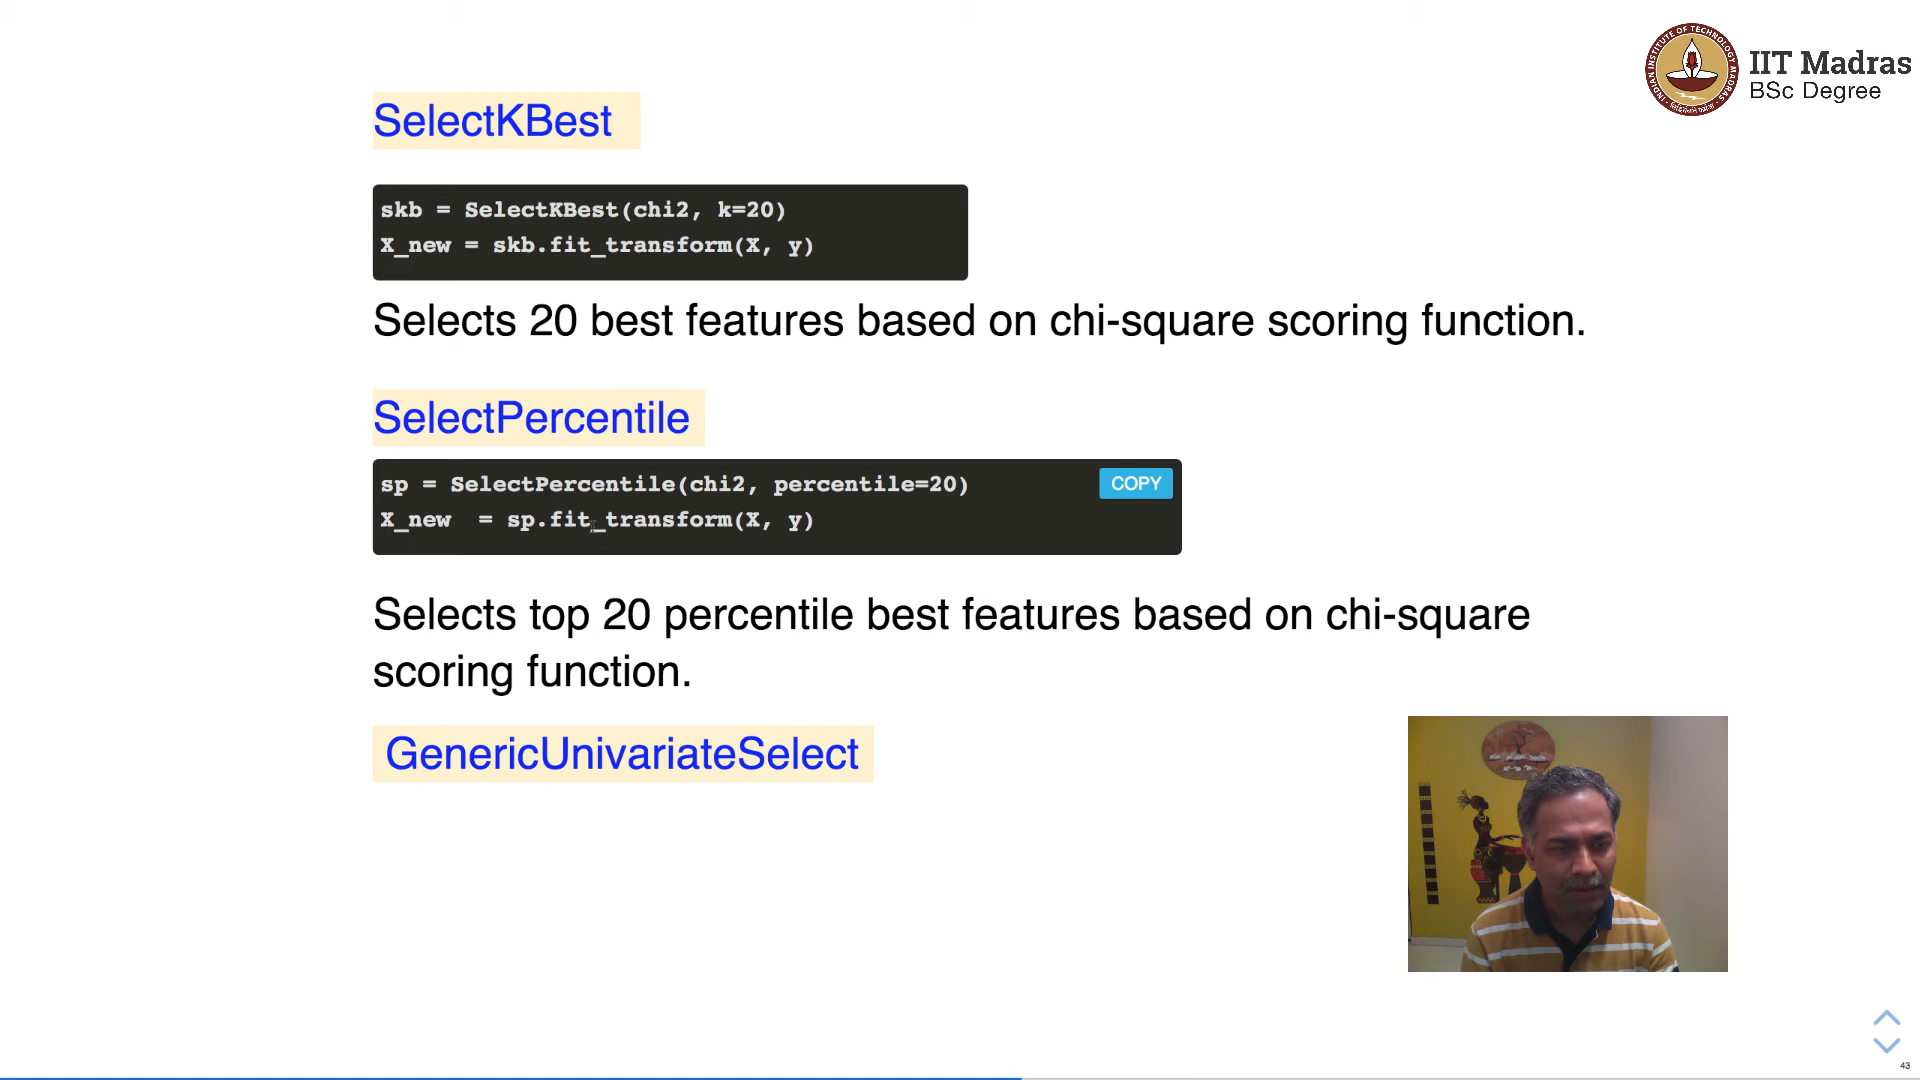 IIT Madras
BSc Degree
SelectKBest
skb = SelectKBest(chi2, k=20)
X_new = skb.fit_transform(X, y)
Selects 20 best features based on chi-square scoring function.
SelectPercentile
sp = SelectPercentile(chi2, percentile=20)
COPY
X_new  = sp.fit_transform(X, y)
Selects top 20 percentile best features based on chi-square
scoring function.
GenericUnivariateSelect
43